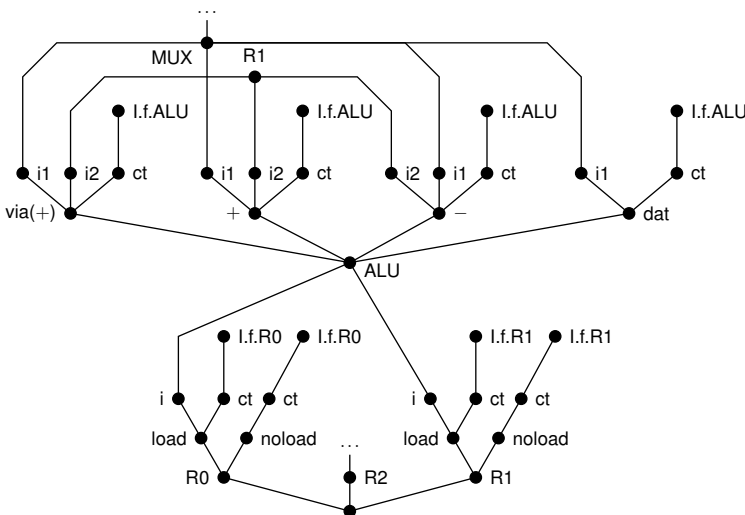 ...
MUX R1
I.f.ALU I.f.ALU I.f.ALU I.f.ALU
i1 i2 ct i1 i2 ct i2 i1 ct i1 ct
via(+) + − dat
ALU
I.f.R0 I.f.R0 I.f.R1 I.f.R1
i ct ct i ct ct
load noload load noload
...
R0 R2 R1